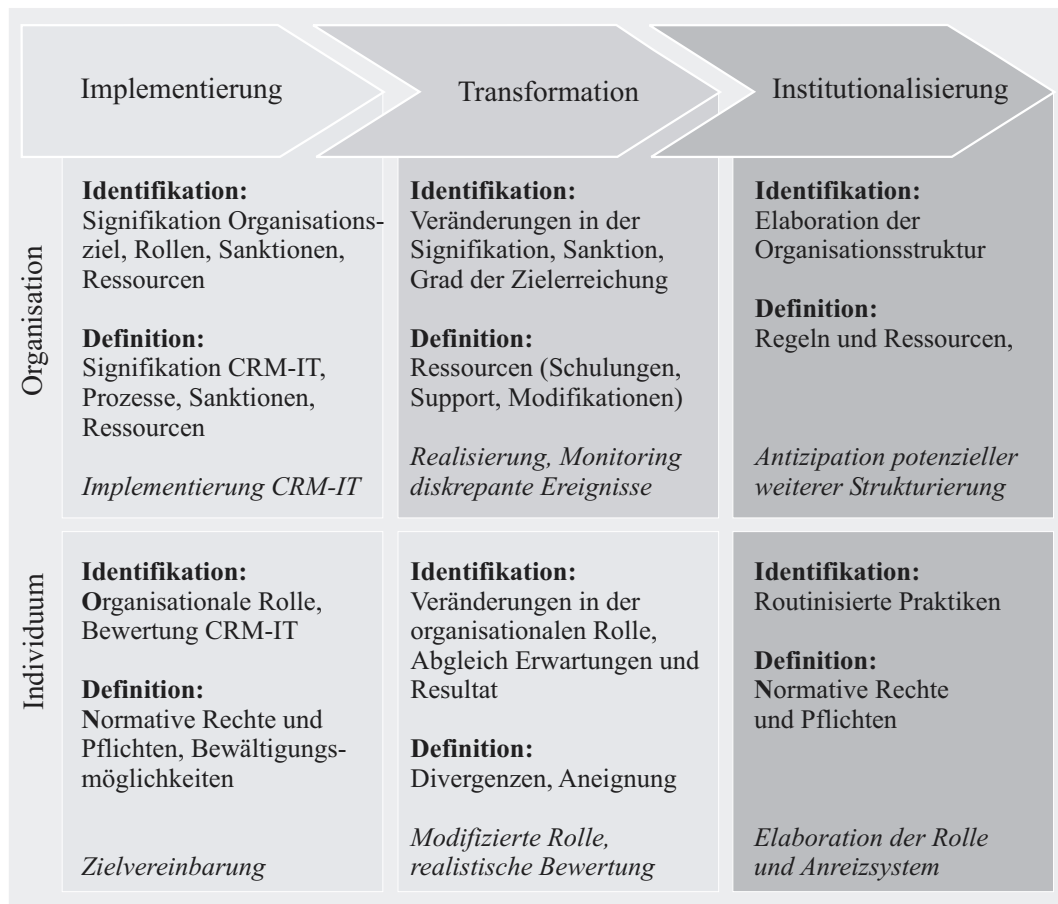 Implementierung
Transformation
Institutionalisierung
Organisation
Identifikation:
Signifikation Organisations-
ziel, Rollen, Sanktionen,
Ressourcen
Definition:
Signifikation CRM-IT,
Prozesse, Sanktionen,
Ressourcen
Implementierung CRM-IT
Identifikation:
Veränderungen in der
Signifikation, Sanktion,
Grad der Zielerreichung
Definition:
Ressourcen (Schulungen,
Support, Modifikationen)
Realisierung, Monitoring
diskrepante Ereignisse
Identifikation:
Elaboration der
Organisationsstruktur
Definition:
Regeln und Ressourcen,
Antizipation potenzieller
weiterer Strukturierung
Individuum
Identifikation:
Organisationale Rolle,
Bewertung CRM-IT
Definition:
Normative Rechte und
Pflichten, Bewältigungs-
möglichkeiten
Zielvereinbarung
Identifikation:
Veränderungen in der
organisationalen Rolle,
Abgleich Erwartungen und
Resultat
Definition:
Divergenzen, Aneignung
Modifizierte Rolle,
realistische Bewertung
Identifikation:
Routinisierte Praktiken
Definition:
Normative Rechte
und Pflichten
Elaboration der Rolle
und Anreizsystem